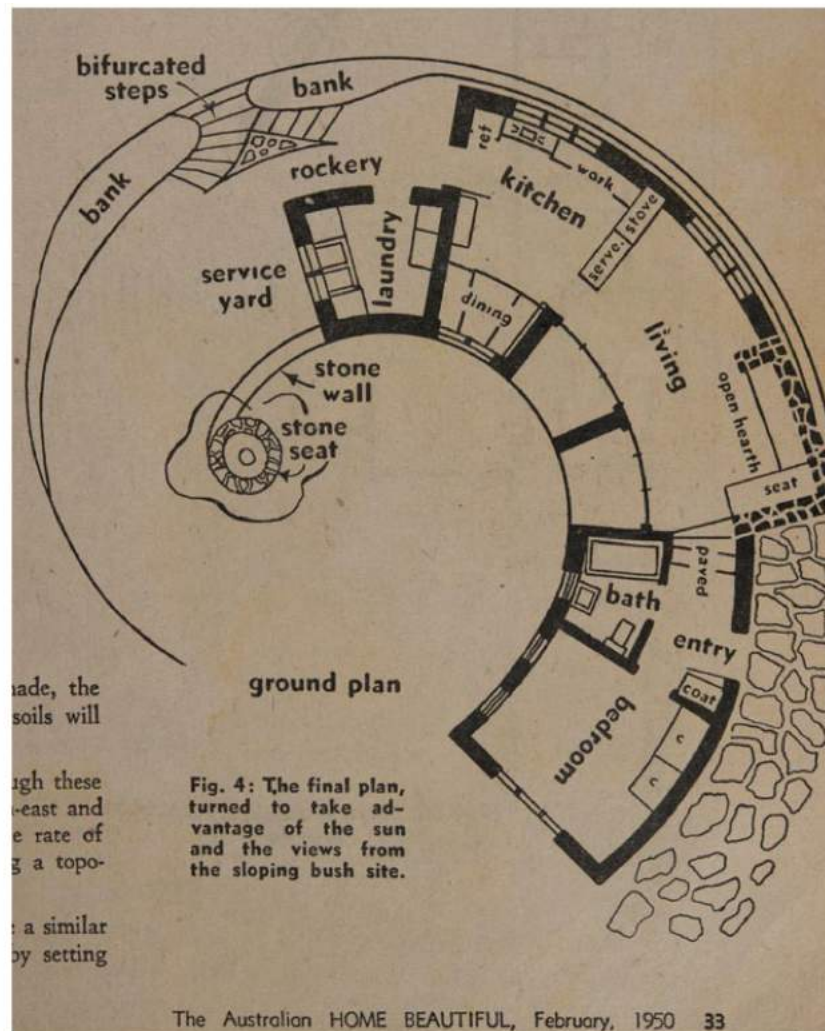 bifurcated
steps
bank
bank
rockery
ref
work
kitchen
stove
serve.
laundry
service
yard
dining
living
stone
wall
stone
seat
open hearth
seat
paved
bath
entry
coat
bedroom
ground plan
nade, the
soils will
ugh these
-east and
e rate of
g a topo-
a similar
by setting
Fig. 4: The final plan,
turned to take ad-
vantage of the sun
and the views from
the sloping bush site.
The Australian HOME BEAUTIFUL, February, 1950 33